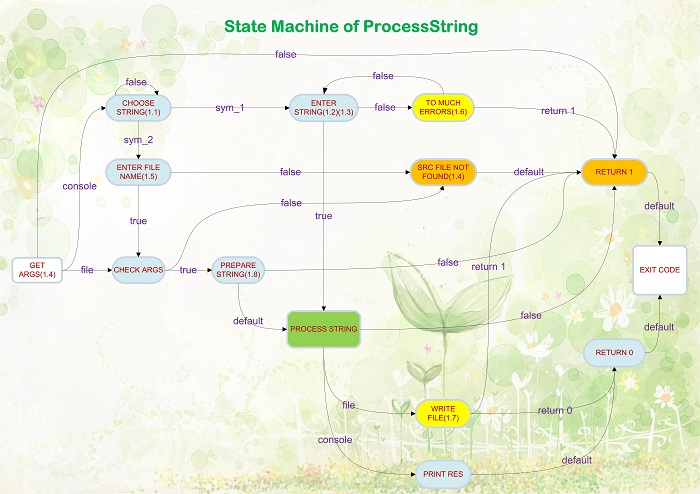 State Machine of ProcessString
false
false
false
CHOOSE
STRING(1.1)
sym_1
ENTER
STRING(1.2)(1.3)
false
TO MUCH
ERRORS(1.6)
return 1
sym_2
ENTER FILE
NAME(1.5)
false
SRC FILE NOT
FOUND(1.4)
default
RETURN 1
console
false
default
true
true
GET
ARGS(1.4)
file
CHECK ARGS
true
PREPARE
STRING(1.8)
false
return 1
EXIT CODE
default
PROCESS STRING
false
default
RETURN 0
file
WRITE
FILE(1.7)
return 0
console
default
PRINT RES